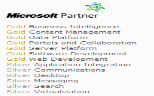 Microsoft Partner
Gold Business Intelligence
Gold Content Management
Gold Data Platform
Gold Portals and Collaboration
Gold Server Platform
Gold Software Development
Gold Web Development
Silver Application Integration
Silver Communications
Silver Desktop
Silver Messaging
Silver Search
Silver Virtualization